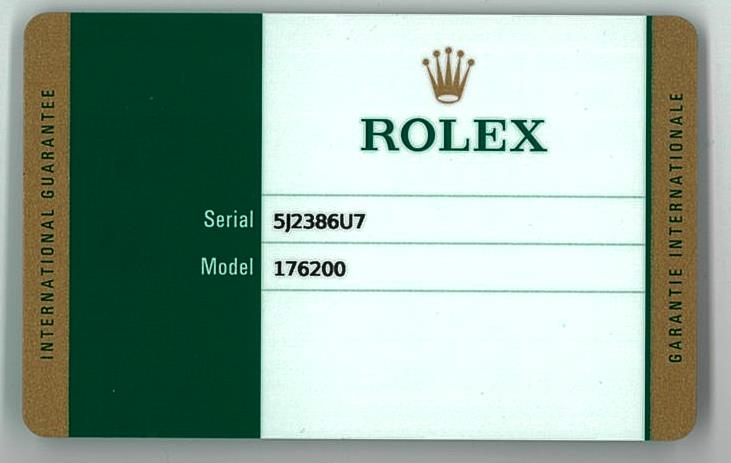 INTERNATIONAL GUARANTEE
ROLEX
Serial 5J2386U7
Model 176200
GARANTIE INTERNATIONALE